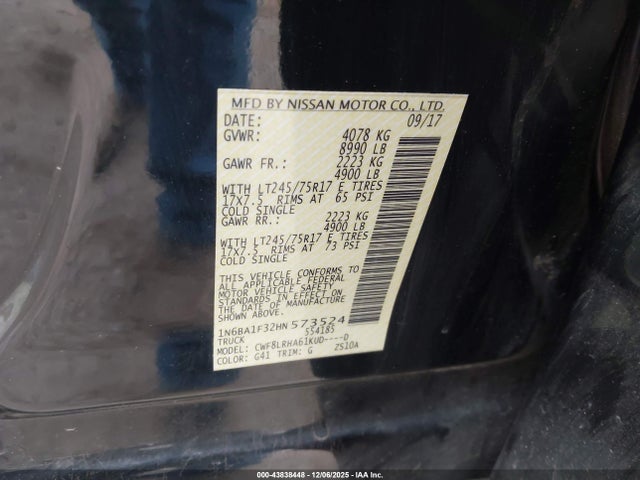 MFD BY NISSAN MOTOR CO., LTD.
DATE: 09/17
GVWR: 4078 KG
8990 LB
GAWR FR.: 2223 KG
4900 LB
WITH LT245/75R17 E TIRES
17X7.5 RIMS AT 65 PSI
COLD SINGLE
GAWR RR.: 2223 KG
4900 LB
WITH LT245/75R17 E TIRES
17X7.5 RIMS AT 73 PSI
COLD SINGLE
THIS VEHICLE CONFORMS TO
ALL APPLICABLE FEDERAL
MOTOR VEHICLE SAFETY
STANDARDS IN EFFECT ON
THE DATE OF MANUFACTURE
SHOWN ABOVE.
1N6BA1F32HN 573524
TRUCK 554185
MODEL: CWF8LRHA61KUD----D
COLOR: G41 TRIM: G ZS10A
000-43838448 - 12/06/2025 - IAA Inc.